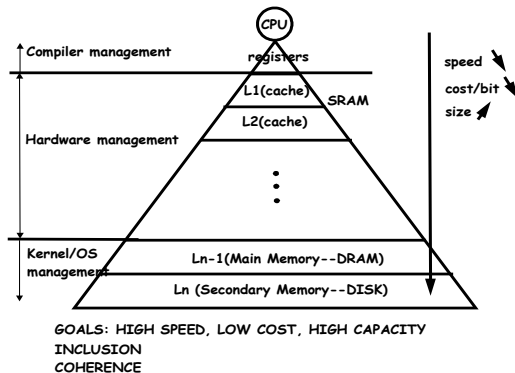 CPU
Compiler management
registers
speed
cost/bit
size
L1(cache)
SRAM
L2(cache)
Hardware management
Kernel/OS
management
Ln-1(Main Memory--DRAM)
Ln (Secondary Memory--DISK)
GOALS: HIGH SPEED, LOW COST, HIGH CAPACITY
INCLUSION
COHERENCE